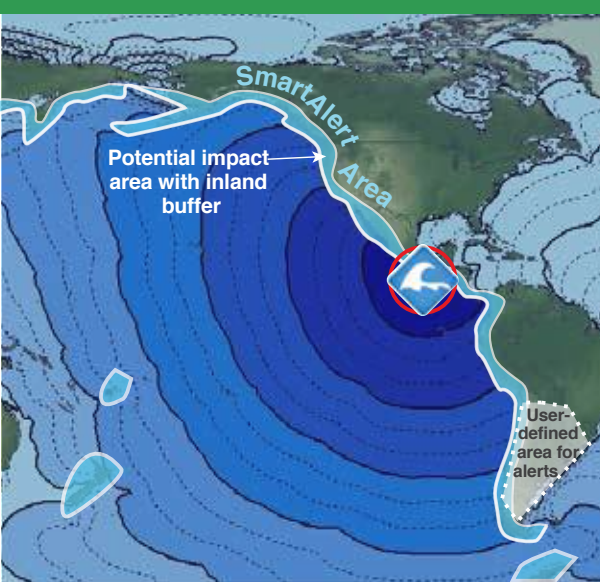 SmartAlert
Area
Potential impact
area with inland
buffer
User-
defined
area for
alerts